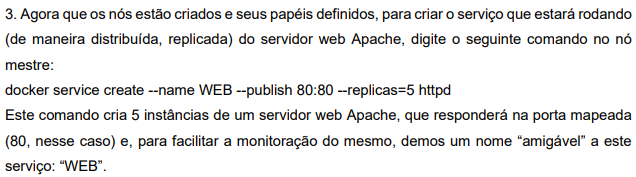 3. Agora que os nós estão criados e seus papéis definidos, para criar o serviço que estará rodando
(de maneira distribuída, replicada) do servidor web Apache, digite o seguinte comando no nó
mestre:
docker service create --name WEB --publish 80:80 --replicas=5 httpd
Este comando cria 5 instâncias de um servidor web Apache, que responderá na porta mapeada
(80, nesse caso) e, para facilitar a monitoração do mesmo, demos um nome “amigável” a este
serviço: “WEB”.